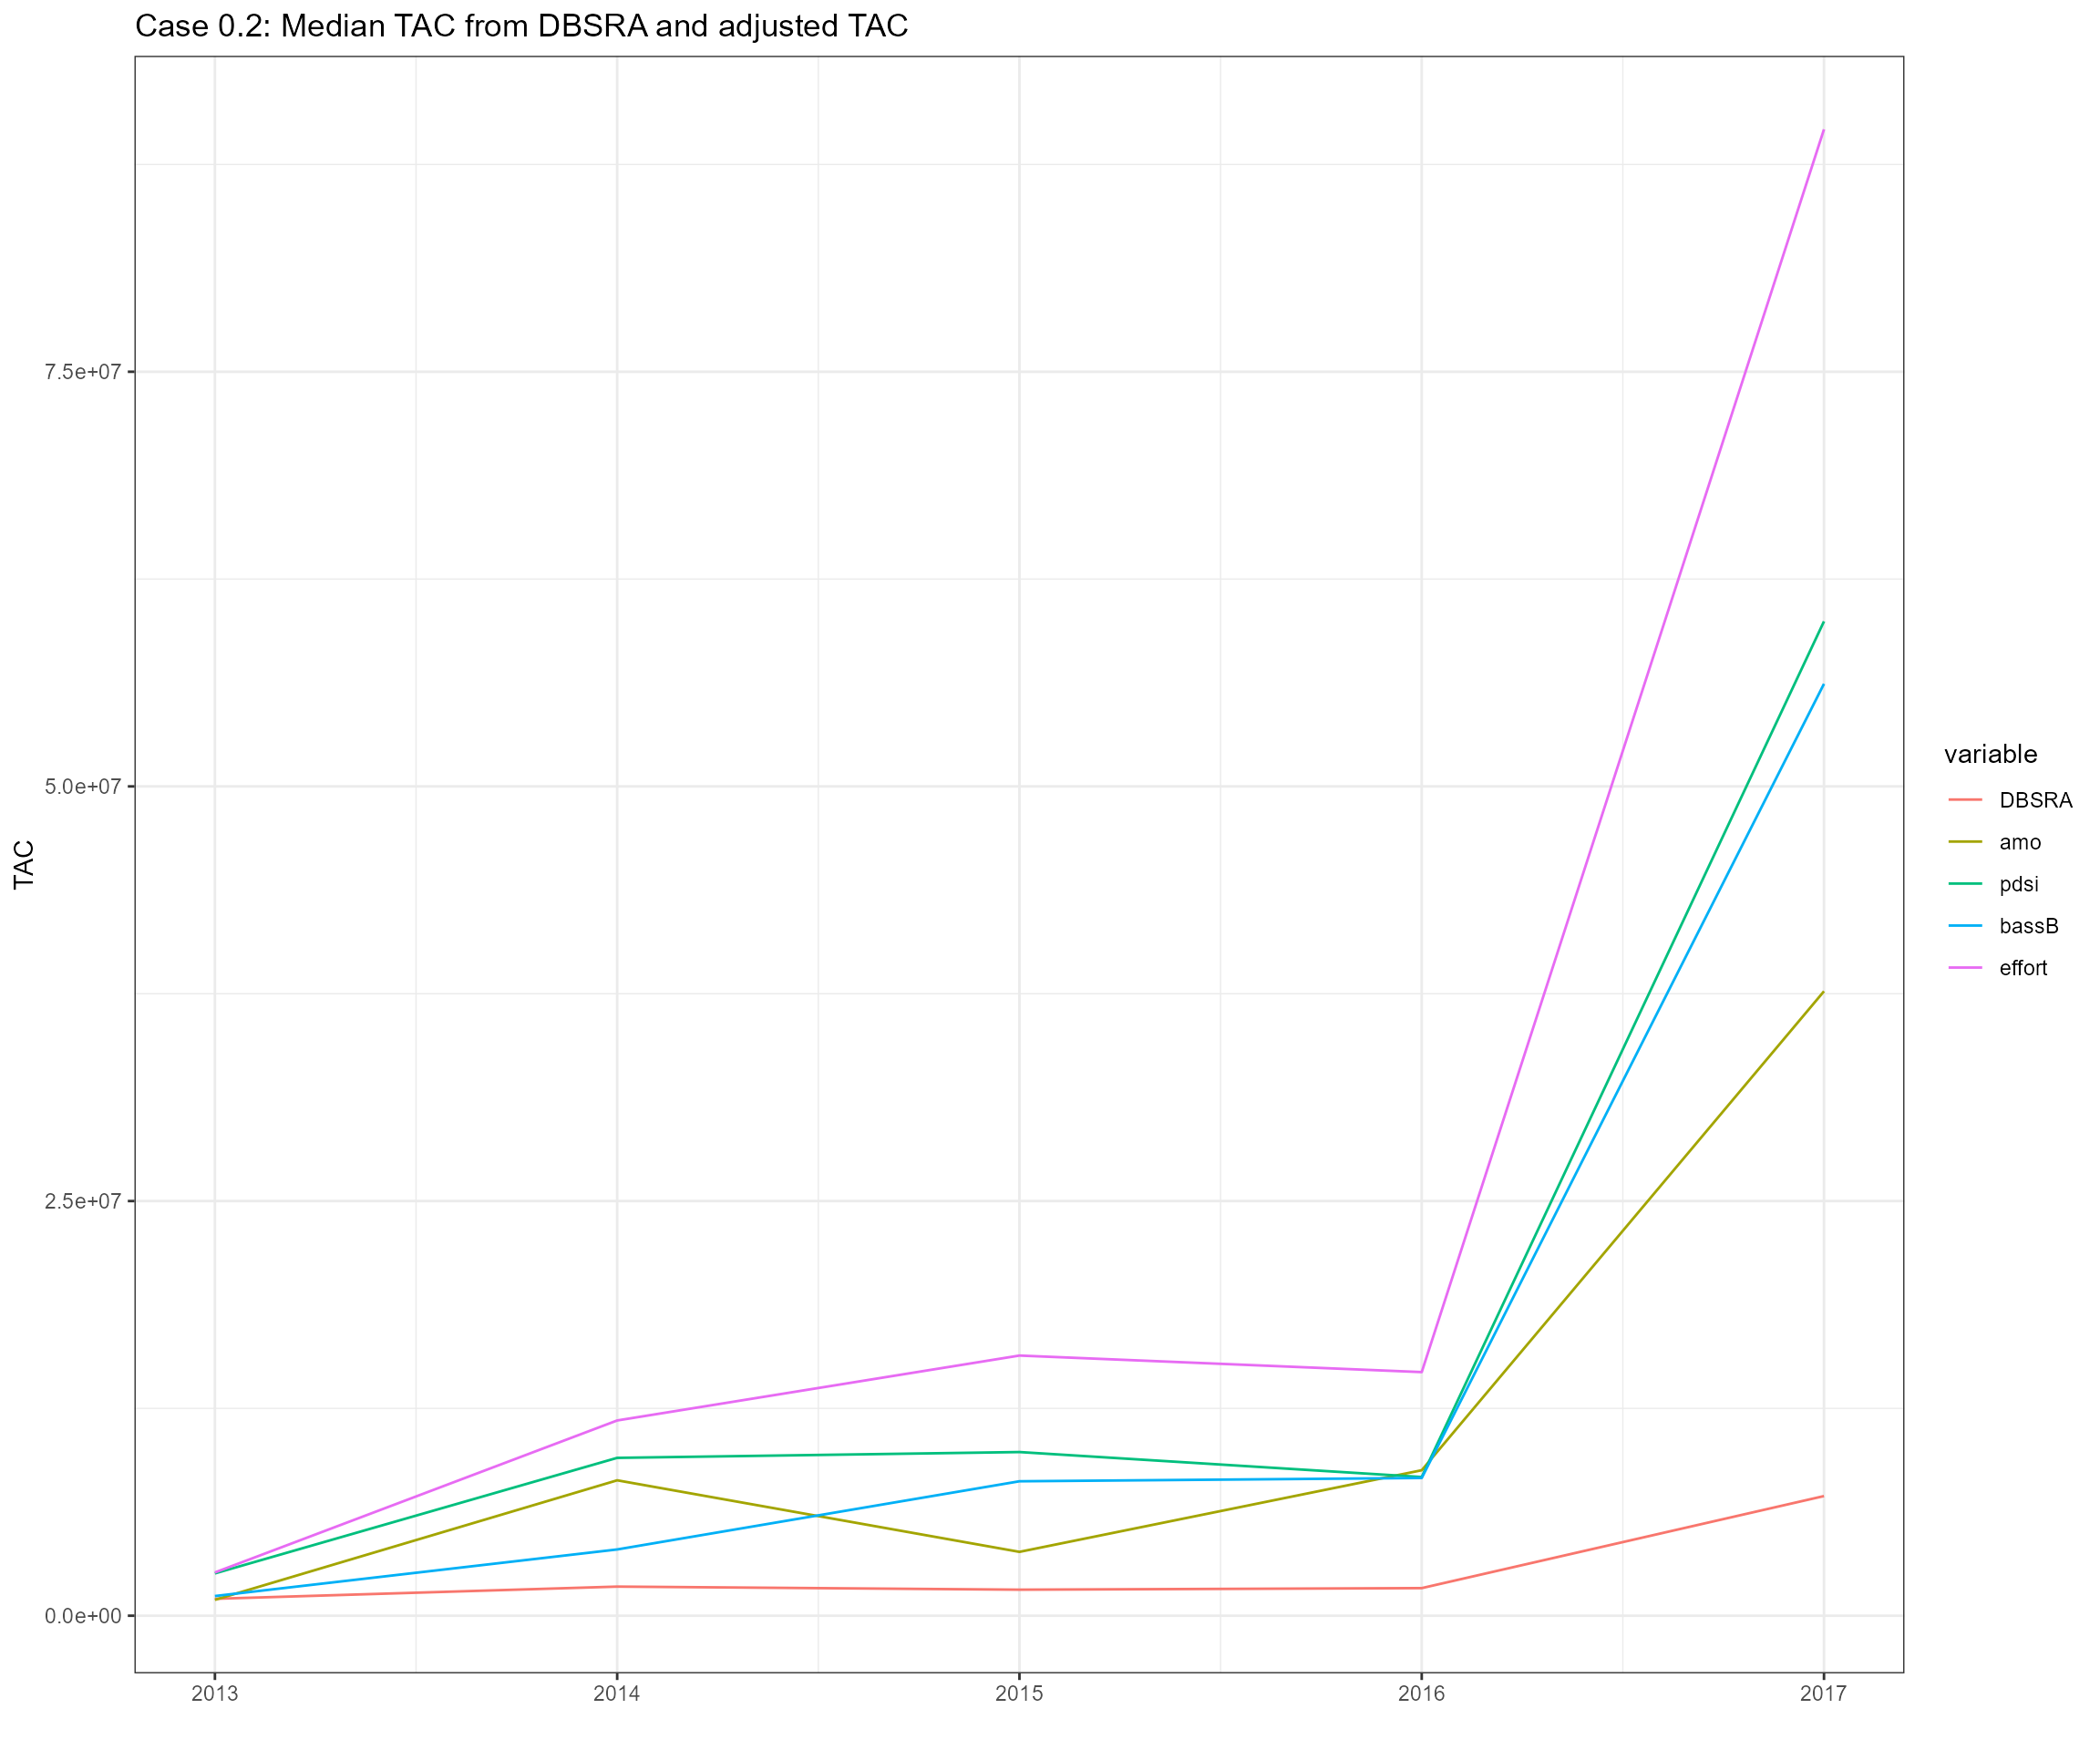 Case 0.2: Median TAC from DBSRA and adjusted TAC
7.5e+07
5.0e+07
2.5e+07
0.0e+00
TAC
2013 2014 2015 2016 2017
variable
DBSRA
amo
pdsi
bassB
effort